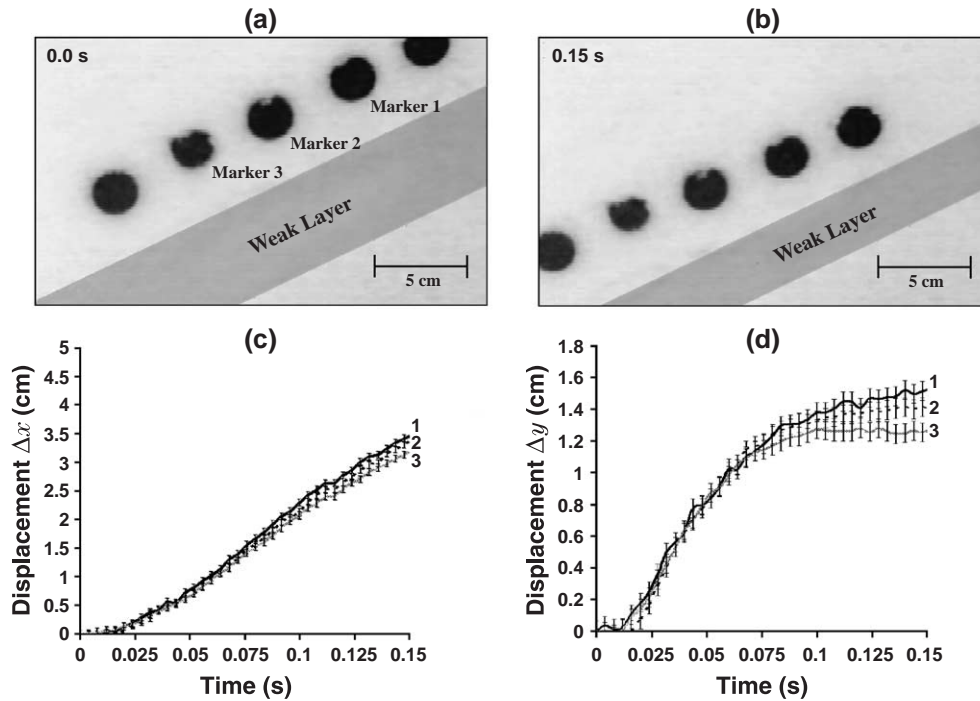 (a)
0.0 s
Marker 1
Marker 2
Marker 3
Weak Layer
5 cm
(b)
0.15 s
Weak Layer
5 cm
(c)
Displacement Δx (cm)
5
4.5
4
3.5
3
2.5
2
1.5
1
0.5
0
1
2
3
0 0.025 0.05 0.075 0.1 0.125 0.15
Time (s)
(d)
Displacement Δy (cm)
1.8
1.6
1.4
1.2
1
0.8
0.6
0.4
0.2
0
1
2
3
0 0.025 0.05 0.075 0.1 0.125 0.15
Time (s)